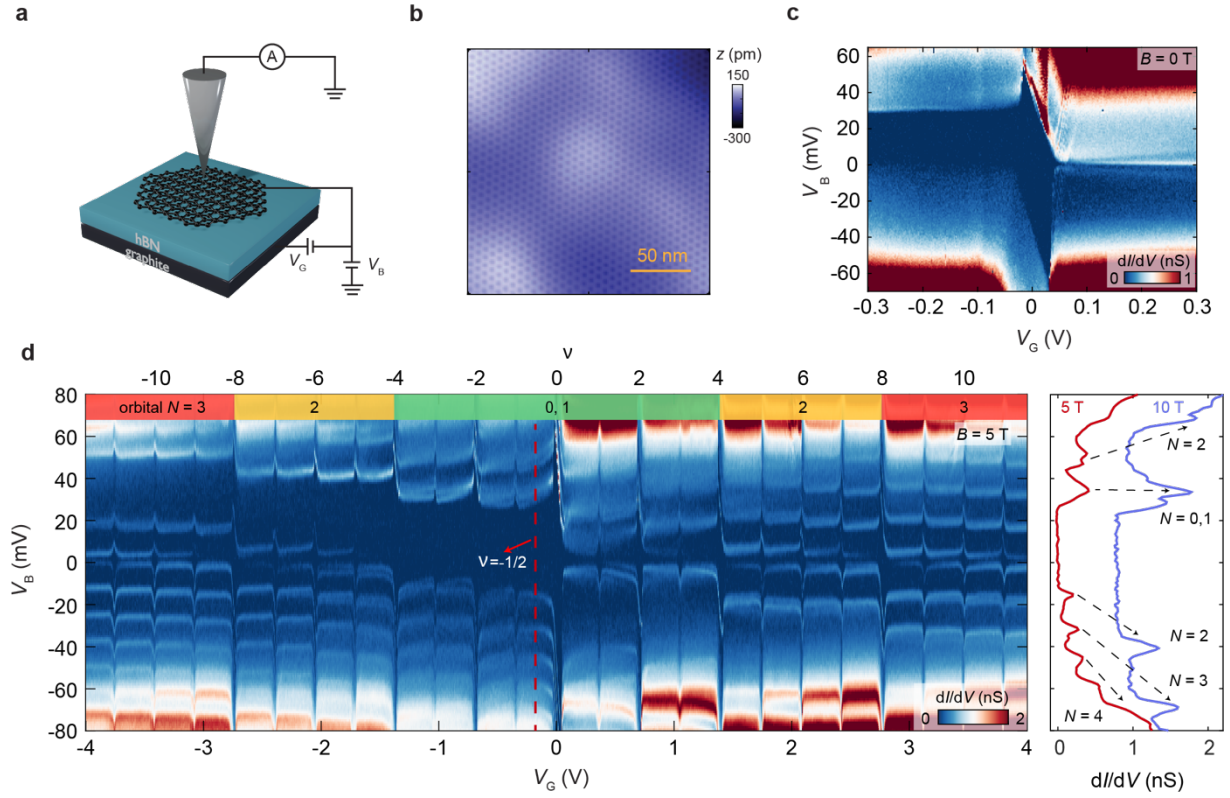 a
A
hBN
graphite
V_G
V_B
b
z (pm)
150
-300
50 nm
c
B = 0 T
V_B (mV)
60
40
20
0
-20
-40
-60
dI/dV (nS)
0 1
-0.3 -0.2 -0.1 0 0.1 0.2 0.3
V_G (V)
d
ν
-10 -8 -6 -4 -2 0 2 4 6 8 10
orbital N = 3 2 0, 1 2 3
B = 5 T
V_B (mV)
80
60
40
20
0
-20
-40
-60
-80
ν=-1/2
dI/dV (nS)
0 2
-4 -3 -2 -1 0 1 2 3 4
V_G (V)
5 T 10 T
N = 2
N = 0,1
N = 2
N = 3
N = 4
0 1 2
dI/dV (nS)